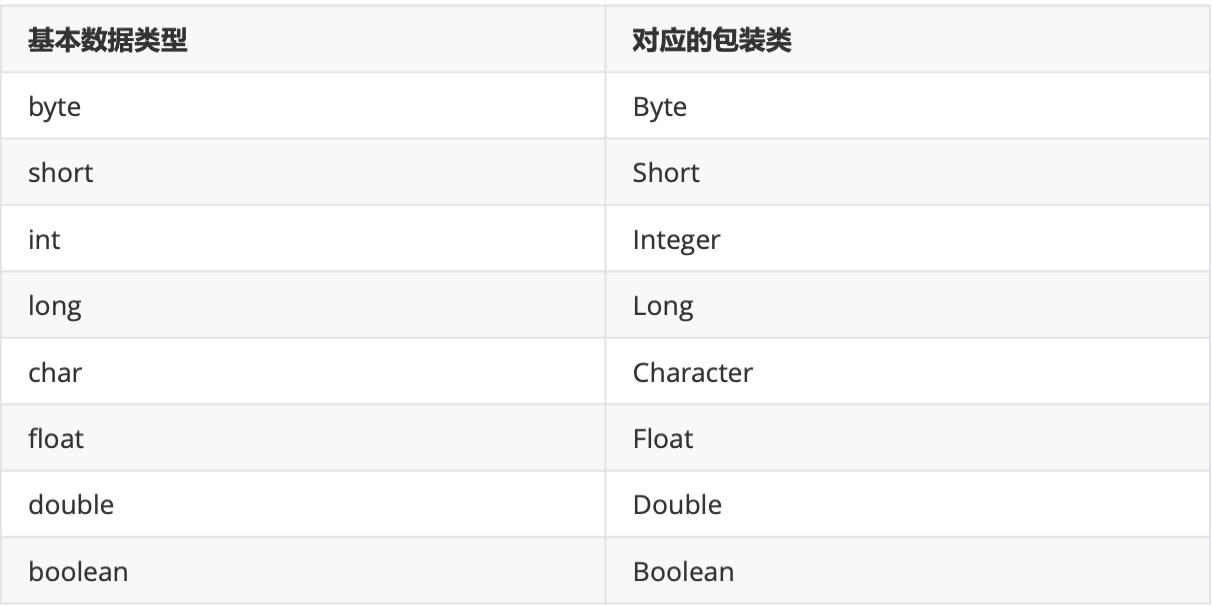 基本数据类型 对应的包装类
byte Byte
short Short
int Integer
long Long
char Character
float Float
double Double
boolean Boolean